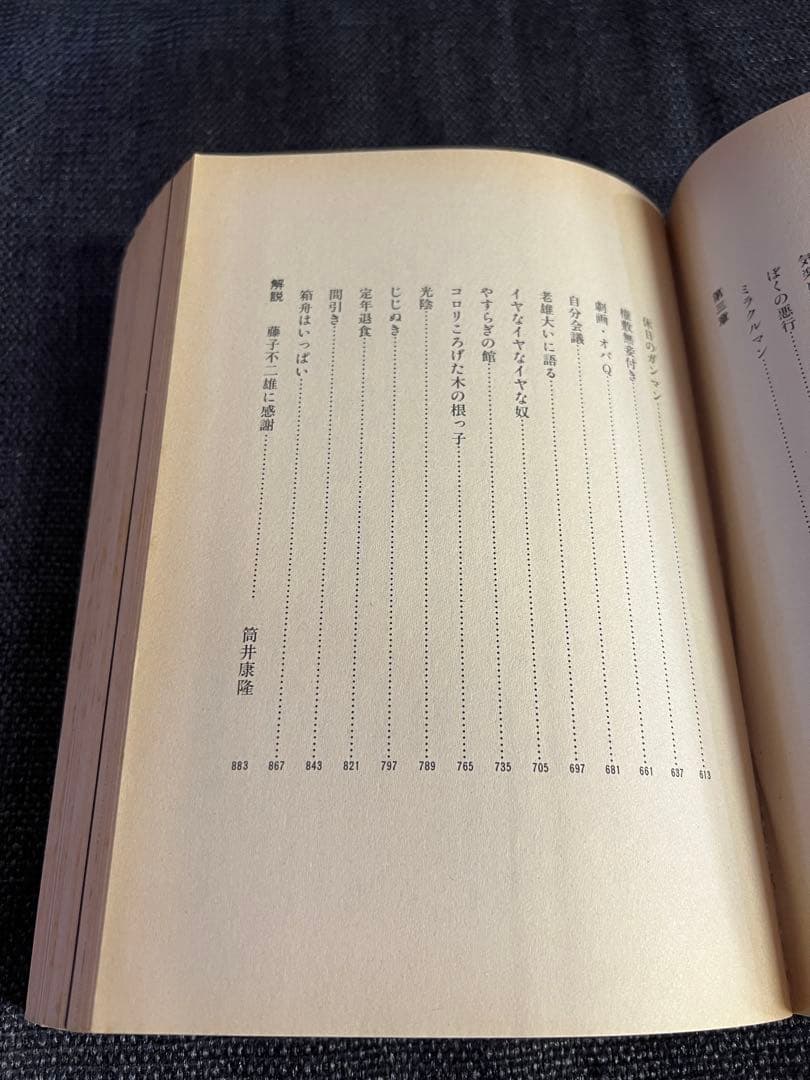 ぼくの悪行
ミラクルマン
第三章
休日のガンマン 613
権敷無妾付き 637
劇画・オバQ 661
自分会議 681
老雄大いに語る 697
イヤなイヤなイヤな奴 705
やすらぎの館 735
コロリころげた木の根っ子 765
光陰 789
じじぬき 797
定年退食 821
間引き 843
箱舟はいっぱい 867
解説 藤子不二雄に感謝 筒井康隆 883